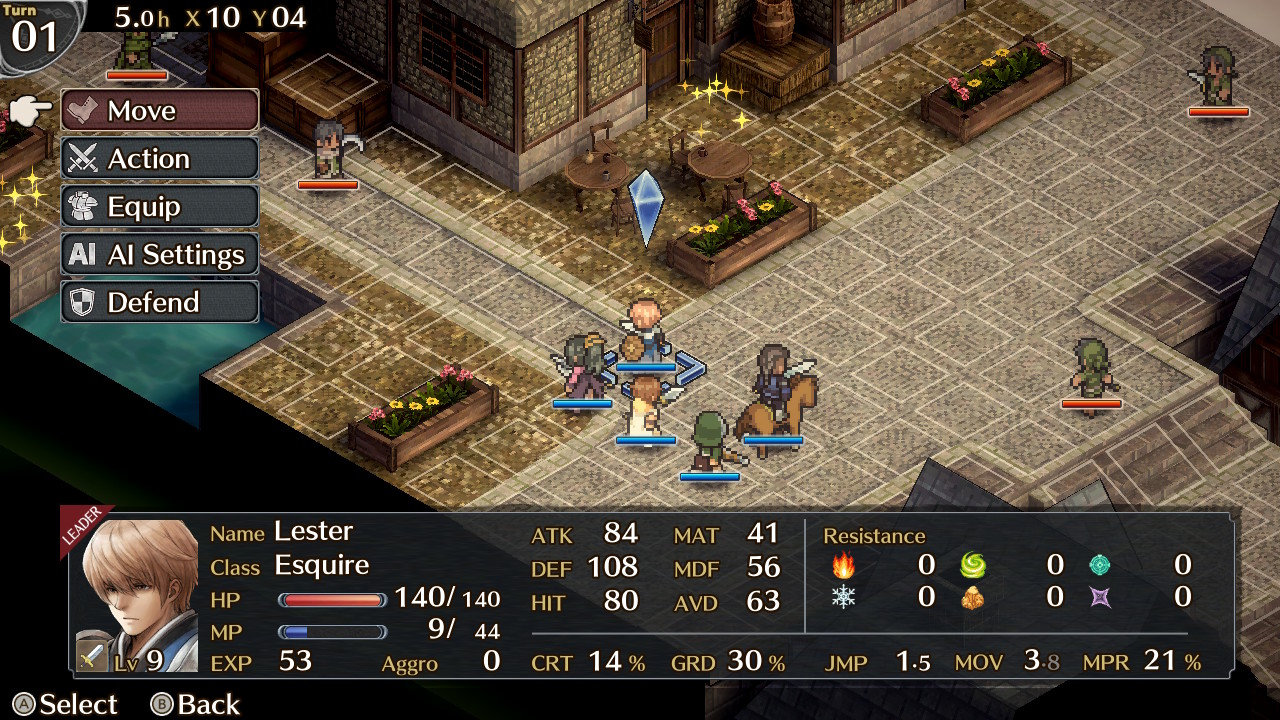 Turn
01
5.0h X 10 Y 04
Move
Action
Equip
AI AI Settings
Defend
LEADER
Name Lester
Class Esquire
HP 140/ 140
MP 9/ 44
Lv 9
EXP 53 Aggro 0
ATK 84 MAT 41
DEF 108 MDF 56
HIT 80 AVD 63
CRT 14 % GRD 30 %
Resistance
0 0 0
0 0 0
JMP 1.5 MOV 3.8 MPR 21 %
A Select B Back